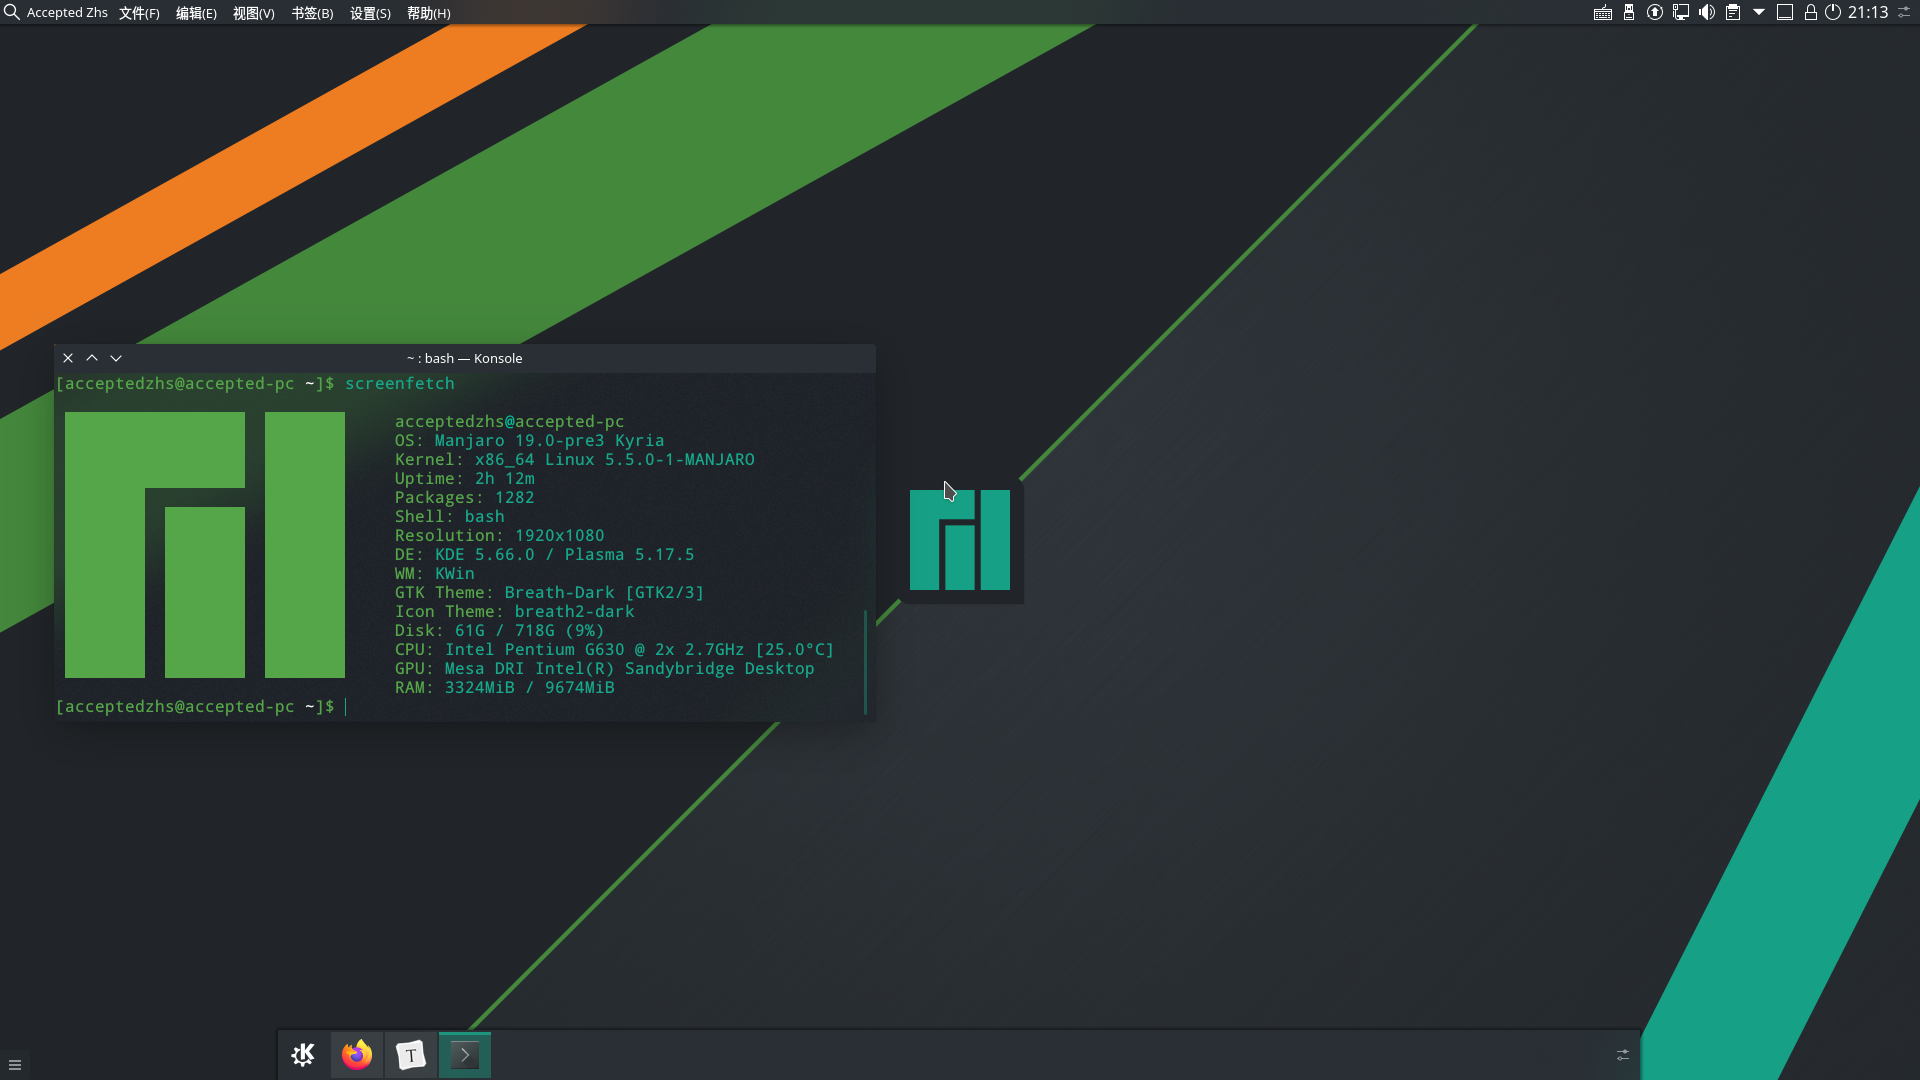 Accepted Zhs 文件(F) 编辑(E) 视图(V) 书签(B) 设置(S) 帮助(H) 21:13
~ : bash — Konsole
[acceptedzhs@accepted-pc ~]$ screenfetch
acceptedzhs@accepted-pc
OS: Manjaro 19.0-pre3 Kyria
Kernel: x86_64 Linux 5.5.0-1-MANJARO
Uptime: 2h 12m
Packages: 1282
Shell: bash
Resolution: 1920x1080
DE: KDE 5.66.0 / Plasma 5.17.5
WM: KWin
GTK Theme: Breath-Dark [GTK2/3]
Icon Theme: breath2-dark
Disk: 61G / 718G (9%)
CPU: Intel Pentium G630 @ 2x 2.7GHz [25.0°C]
GPU: Mesa DRI Intel(R) Sandybridge Desktop
RAM: 3324MiB / 9674MiB
[acceptedzhs@accepted-pc ~]$
T